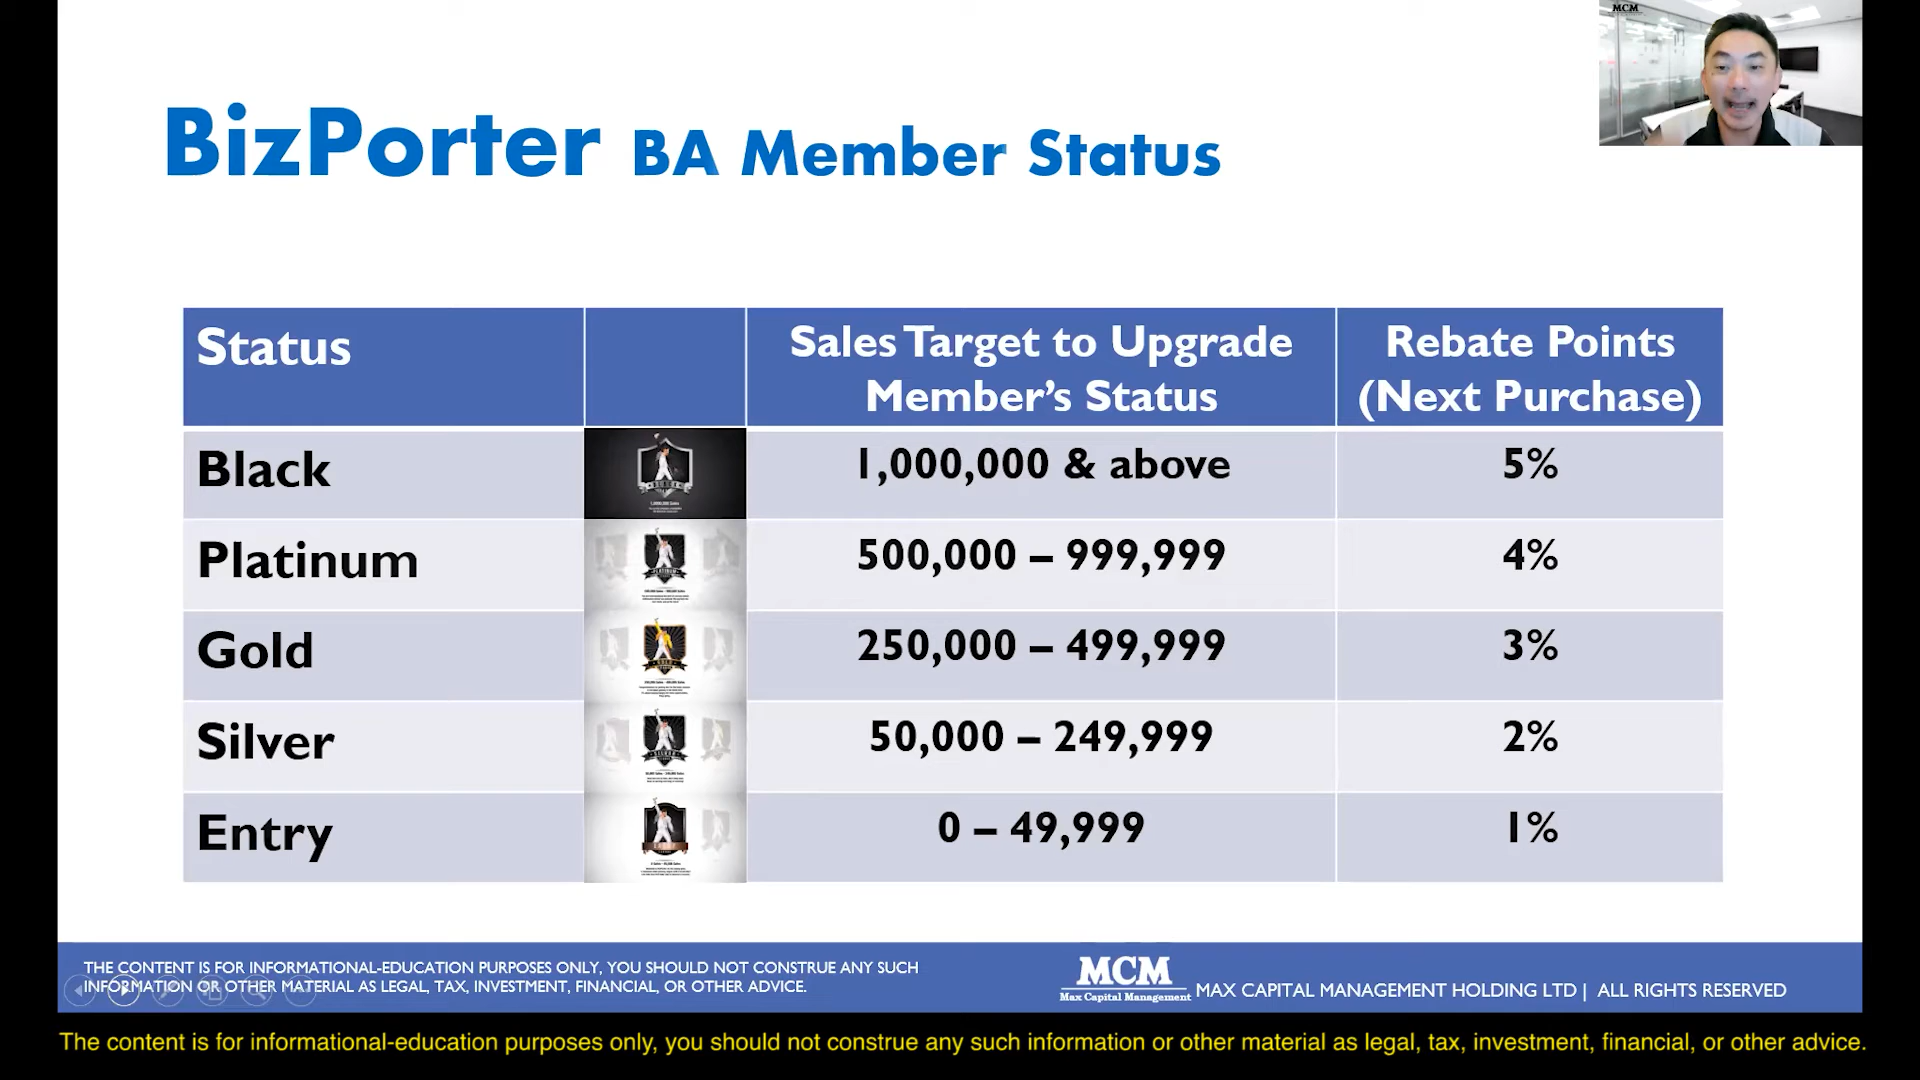 MCM
BizPorter BA Member Status
Status
Sales Target to Upgrade
Member's Status
Rebate Points
(Next Purchase)
Black
1,000,000 & above
5%
Platinum
500,000 – 999,999
4%
Gold
250,000 – 499,999
3%
Silver
50,000 – 249,999
2%
Entry
0 – 49,999
1%
THE CONTENT IS FOR INFORMATIONAL-EDUCATION PURPOSES ONLY, YOU SHOULD NOT CONSTRUE ANY SUCH
INFORMATION OR OTHER MATERIAL AS LEGAL, TAX, INVESTMENT, FINANCIAL, OR OTHER ADVICE.
MCM
Max Capital Management
MAX CAPITAL MANAGEMENT HOLDING LTD | ALL RIGHTS RESERVED
The content is for informational-education purposes only, you should not construe any such information or other material as legal, tax, investment, financial, or other advice.